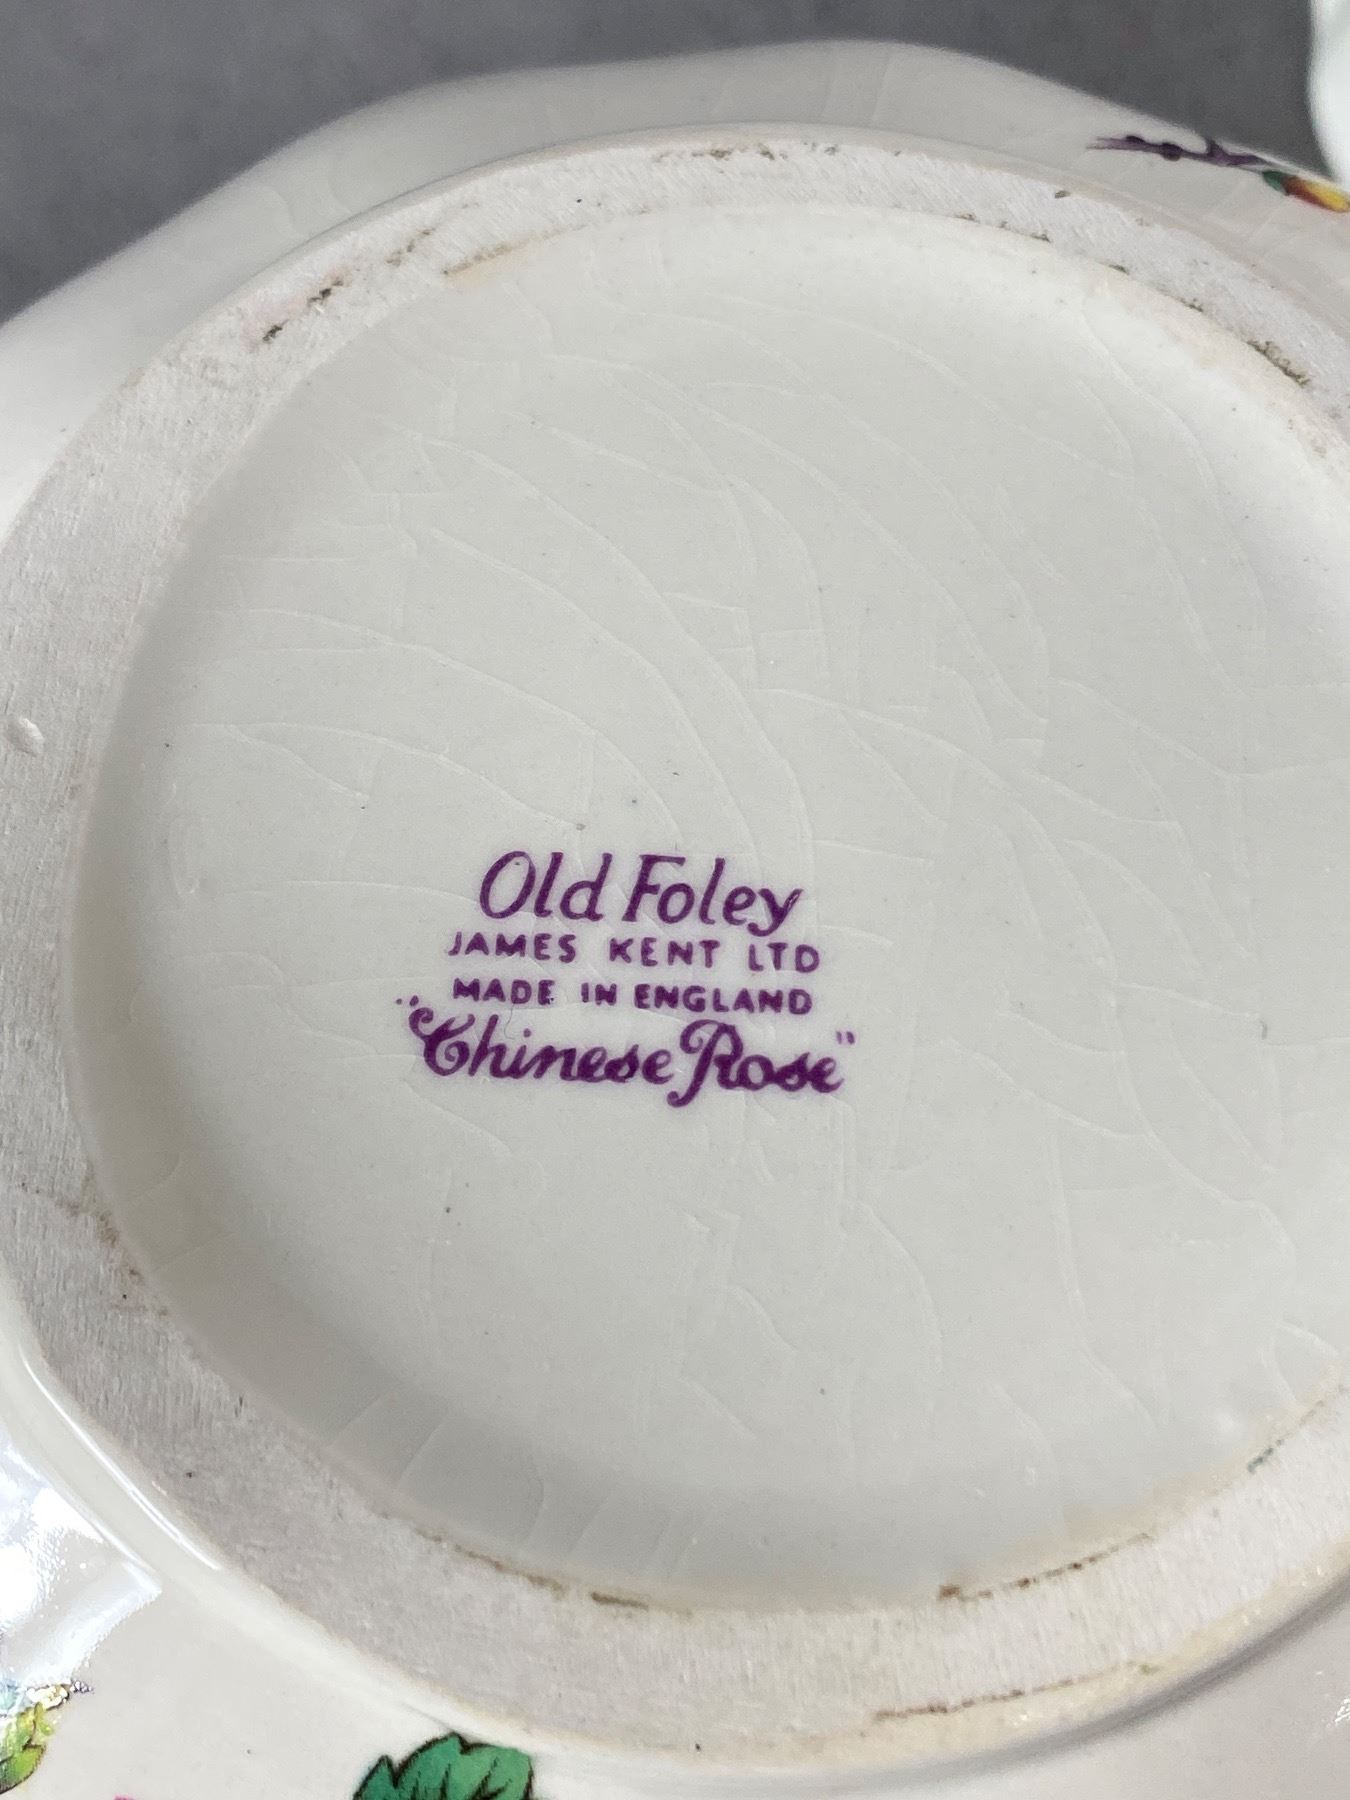 Old Foley
JAMES KENT LTD
MADE IN ENGLAND
"Chinese Rose"